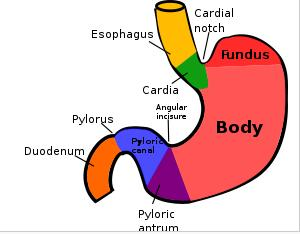 Cardial
notch
Esophagus
Fundus
Cardia
Angular
incisure
Pylorus
Body
Pyloric
canal
Duodenum
Pyloric
antrum